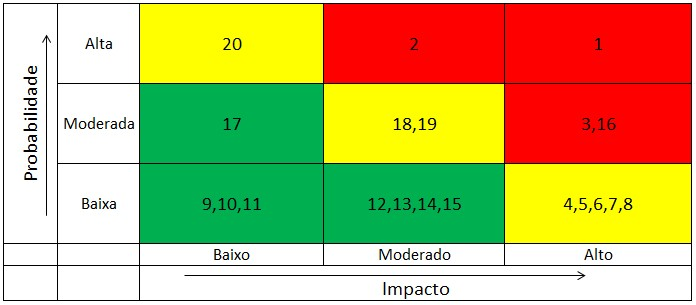 Probabilidade
Alta
20
2
1
Moderada
17
18,19
3,16
Baixa
9,10,11
12,13,14,15
4,5,6,7,8
Baixo
Moderado
Alto
Impacto